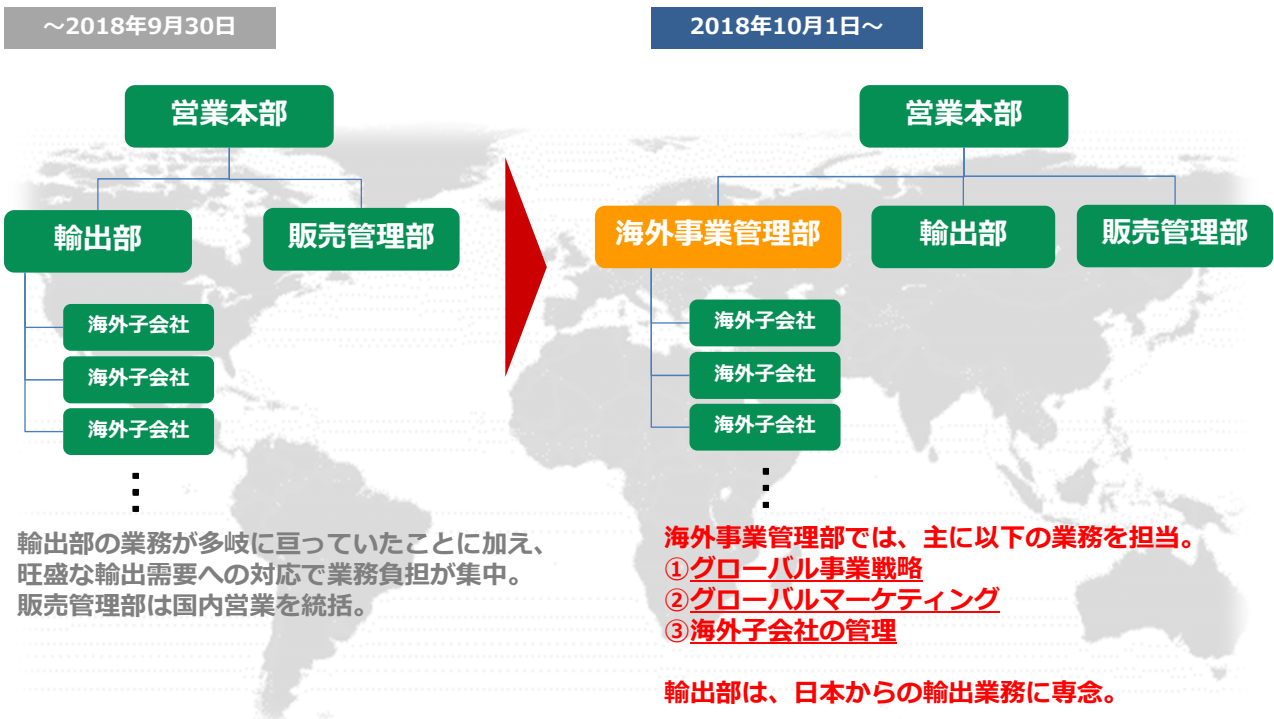 ～2018年9月30日
営業本部
輸出部
販売管理部
海外子会社
海外子会社
海外子会社
⋮
輸出部の業務が多岐に亘っていたことに加え、
旺盛な輸出需要への対応で業務負担が集中。
販売管理部は国内営業を統括。
2018年10月1日～
営業本部
海外事業管理部
輸出部
販売管理部
海外子会社
海外子会社
海外子会社
⋮
海外事業管理部では、主に以下の業務を担当。
①グローバル事業戦略
②グローバルマーケティング
③海外子会社の管理
輸出部は、日本からの輸出業務に専念。